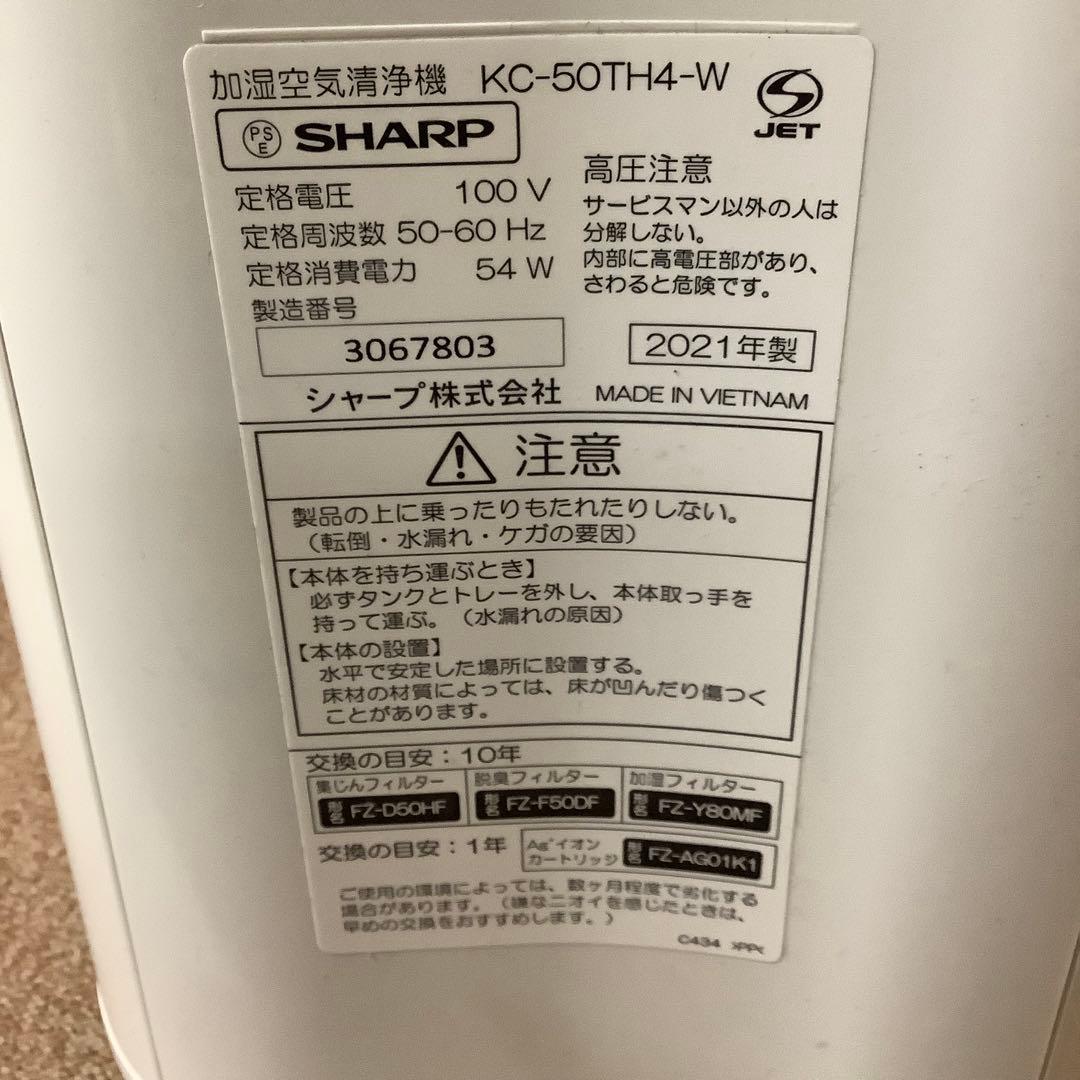 加湿空気清浄機 KC-50TH4-W
JET
PS E SHARP
定格電圧 100 V
定格周波数 50-60 Hz
定格消費電力 54 W
高圧注意
サービスマン以外の人は
分解しない。
内部に高電圧部があり、
さわると危険です。
製造番号
3067803
2021年製
シャープ株式会社 MADE IN VIETNAM
注意
製品の上に乗ったりもたれたりしない。
（転倒・水漏れ・ケガの要因）
【本体を持ち運ぶとき】
必ずタンクとトレーを外し、本体取っ手を
持って運ぶ。（水漏れの原因）
【本体の設置】
水平で安定した場所に設置する。
床材の材質によっては、床が凹んだり傷つく
ことがあります。
交換の目安：10年
集じんフィルター 脱臭フィルター 加湿フィルター
形名 FZ-D50HF 形名 FZ-F50DF 形名 FZ-Y80MF
交換の目安：1年
Ag⁺イオン
カートリッジ 形名 FZ-AG01K1
ご使用の環境によっては、数ヶ月程度で劣化する
場合があります。（嫌なニオイを感じたときは、
早めの交換をおすすめします。）
C434 >PP<